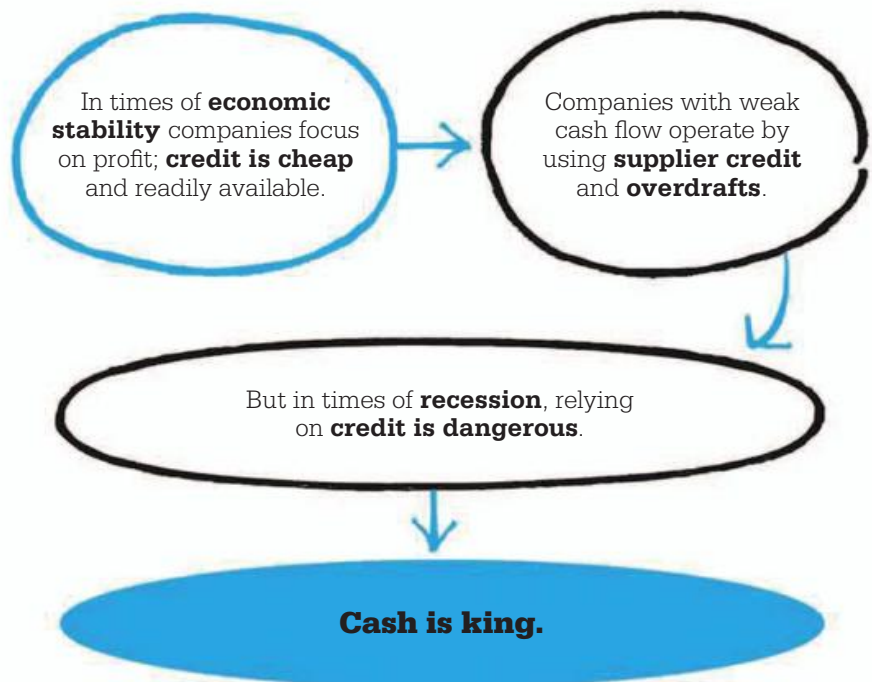 In times of economic
stability companies focus
on profit; credit is cheap
and readily available.
Companies with weak
cash flow operate by
using supplier credit
and overdrafts.
But in times of recession, relying
on credit is dangerous.
Cash is king.